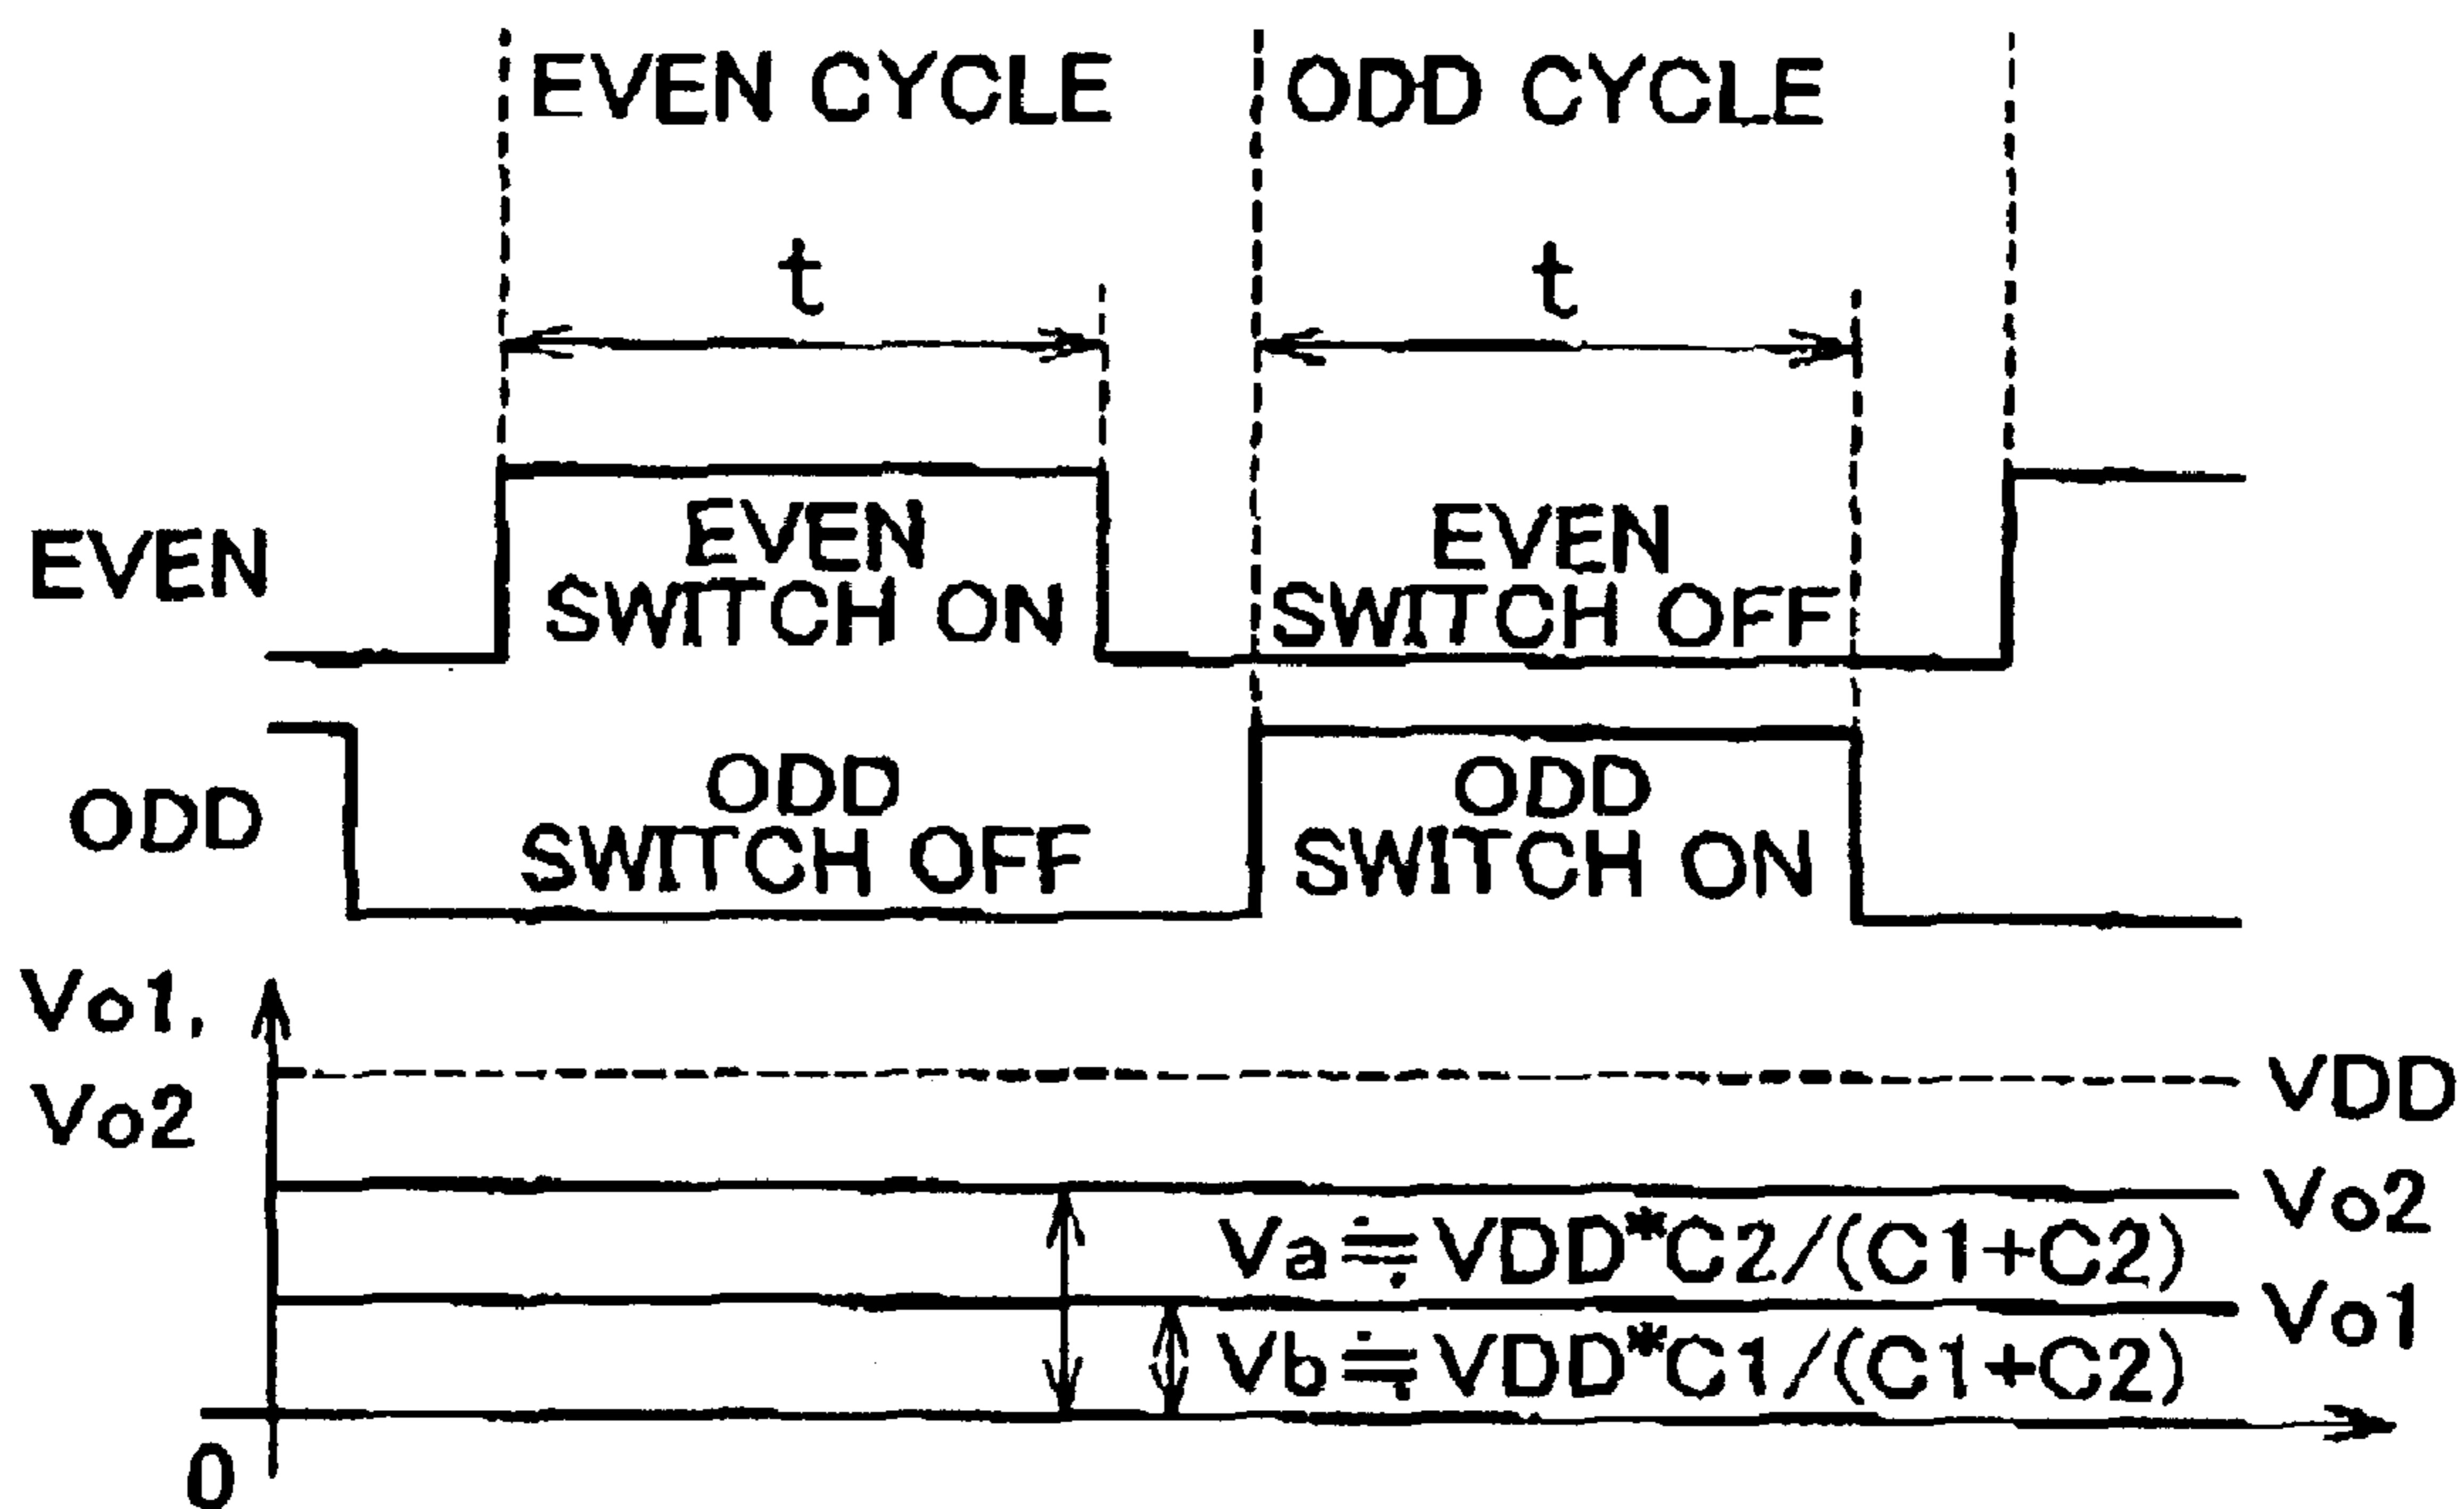 EVEN CYCLE
ODD CYCLE
t
t
EVEN
EVEN
SWITCH ON
EVEN
SWITCH OFF
ODD
ODD
SWITCH OFF
ODD
SWITCH ON
Vo1,
Vo2
VDD
Vo2
Va≒VDD*C2/(C1+C2)
Vo1
Vb≒VDD*C1/(C1+C2)
0